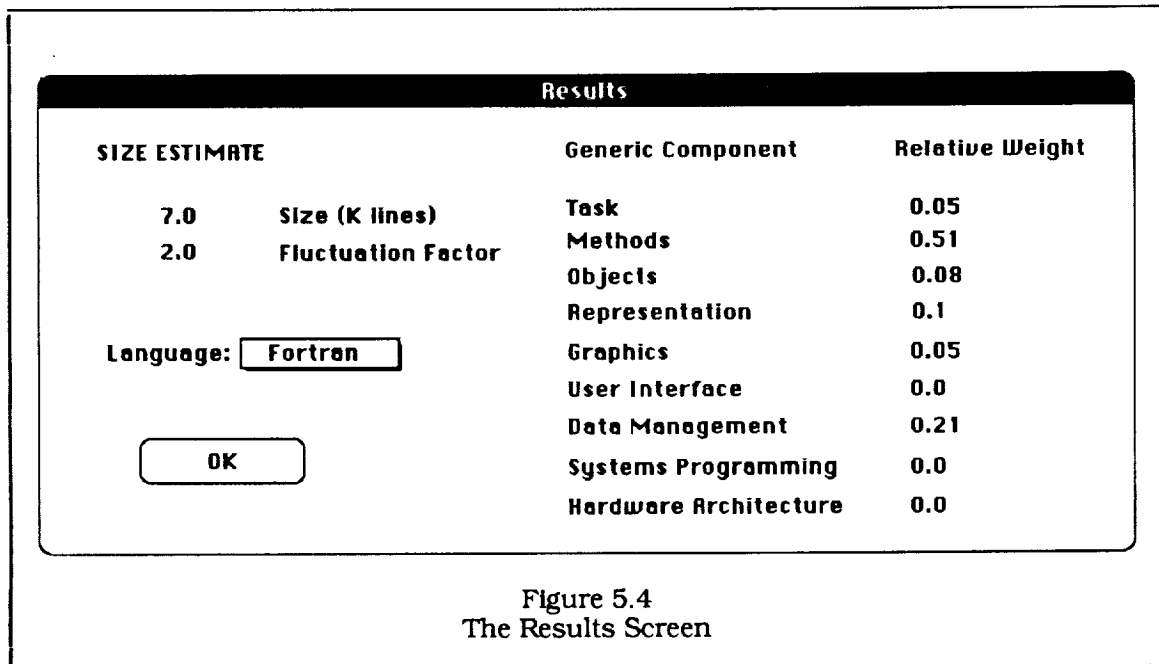 Results
SIZE ESTIMATE
7.0 Size (K lines)
2.0 Fluctuation Factor
Language: Fortran
OK
Generic Component Relative Weight
Task 0.05
Methods 0.51
Objects 0.08
Representation 0.1
Graphics 0.05
User Interface 0.0
Data Management 0.21
Systems Programming 0.0
Hardware Architecture 0.0
Figure 5.4
The Results Screen